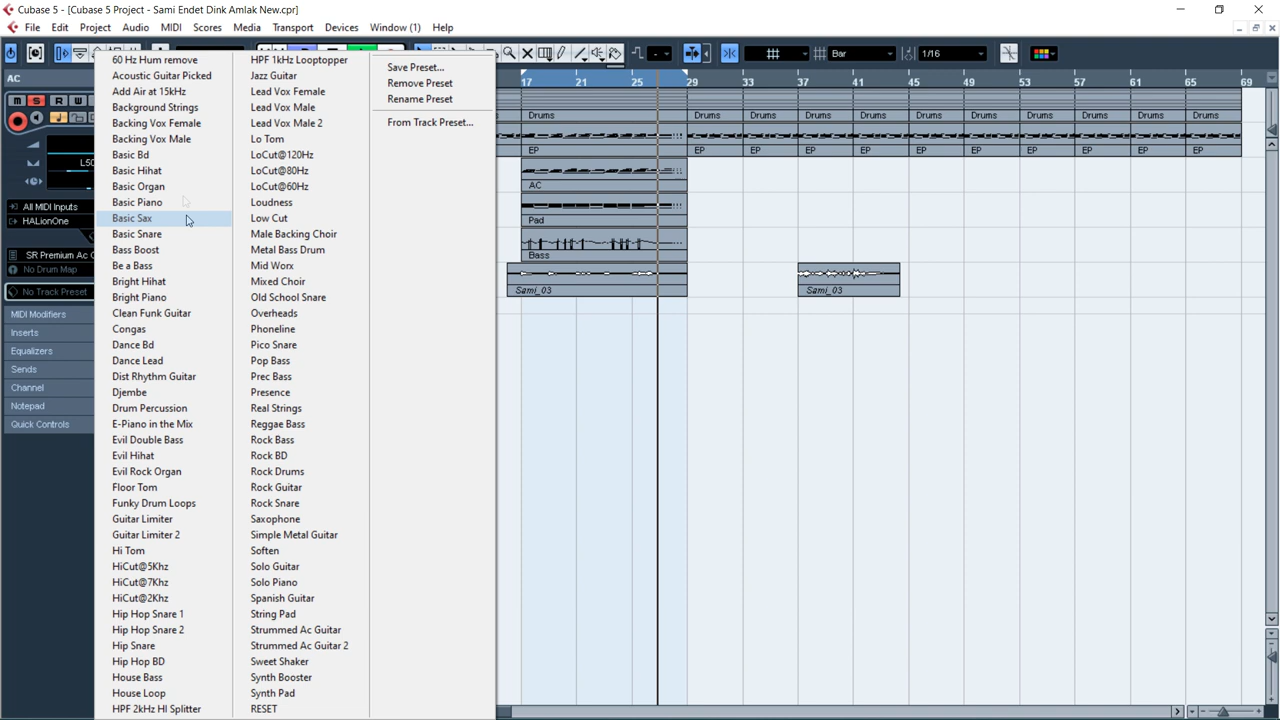 Cubase 5 - [Cubase 5 Project - Sami Endet Dink Amlak New.cpr]
File Edit Project Audio MIDI Scores Media Transport Devices Window (1) Help
Bar
1/16
AC
M S R W
L50
All MIDI Inputs
HALionOne
SR Premium Ac G
No Drum Map
No Track Preset
MIDI Modifiers
Inserts
Equalizers
Sends
Channel
Notepad
Quick Controls
60 Hz Hum remove
Acoustic Guitar Picked
Add Air at 15kHz
Background Strings
Backing Vox Female
Backing Vox Male
Basic Bd
Basic Hihat
Basic Organ
Basic Piano
Basic Sax
Basic Snare
Bass Boost
Be a Bass
Bright Hihat
Bright Piano
Clean Funk Guitar
Congas
Dance Bd
Dance Lead
Dist Rhythm Guitar
Djembe
Drum Percussion
E-Piano in the Mix
Evil Double Bass
Evil Hihat
Evil Rock Organ
Floor Tom
Funky Drum Loops
Guitar Limiter
Guitar Limiter 2
Hi Tom
HiCut@5Khz
HiCut@7Khz
HiCut@2Khz
Hip Hop Snare 1
Hip Hop Snare 2
Hip Snare
Hip Hop BD
House Bass
House Loop
HPF 2kHz HI Splitter
HPF 1kHz Looptopper
Jazz Guitar
Lead Vox Female
Lead Vox Male
Lead Vox Male 2
Lo Tom
LoCut@120Hz
LoCut@80Hz
LoCut@60Hz
Loudness
Low Cut
Male Backing Choir
Metal Bass Drum
Mid Worx
Mixed Choir
Old School Snare
Overheads
Phoneline
Pico Snare
Pop Bass
Prec Bass
Presence
Real Strings
Reggae Bass
Rock Bass
Rock BD
Rock Drums
Rock Guitar
Rock Snare
Saxophone
Simple Metal Guitar
Soften
Solo Guitar
Solo Piano
Spanish Guitar
String Pad
Strummed Ac Guitar
Strummed Ac Guitar 2
Sweet Shaker
Synth Booster
Synth Pad
RESET
Save Preset...
Remove Preset
Rename Preset
From Track Preset...
17 21 25 29 33 37 41 45 49 53 57 61 65 69
Drums Drums Drums Drums Drums Drums Drums Drums Drums Drums Drums
EP EP EP EP EP EP EP EP EP EP EP
AC
Pad
Bass
Sami_03 Sami_03